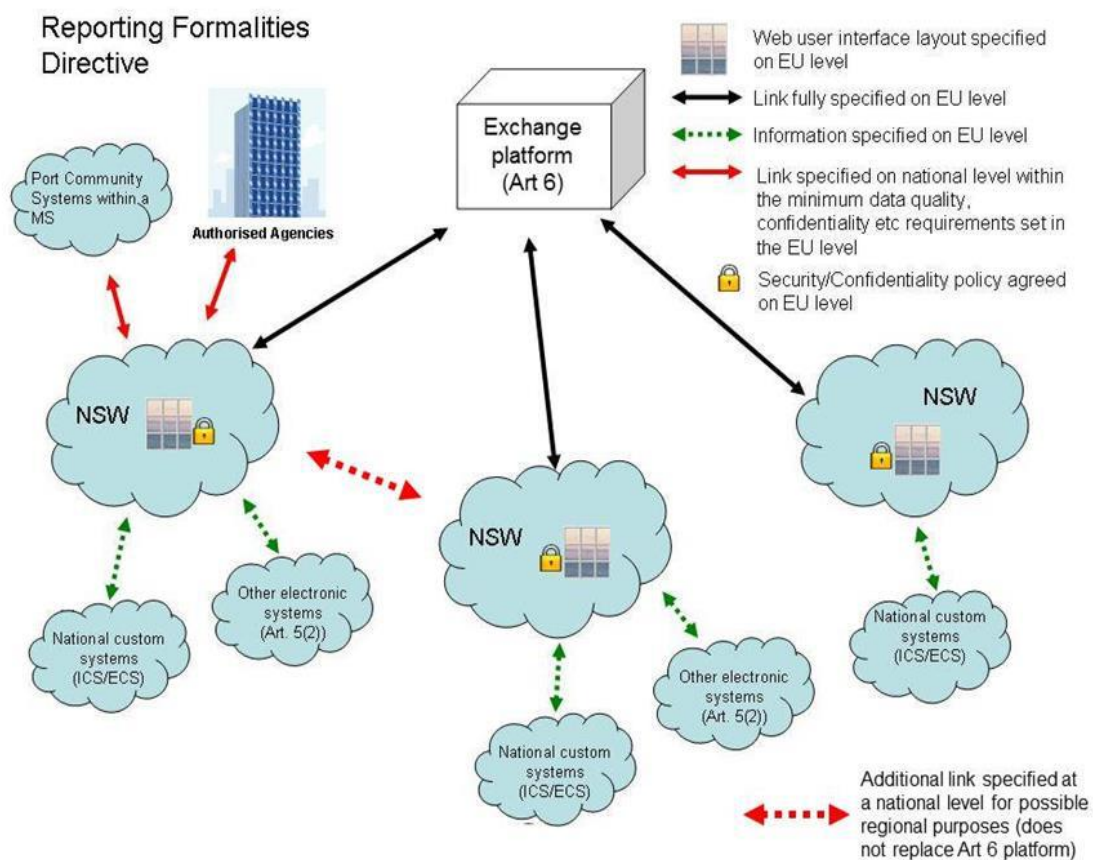 Reporting Formalities
Directive
Web user interface layout specified
on EU level
Link fully specified on EU level
Information specified on EU level
Link specified on national level within
the minimum data quality,
confidentiality etc requirements set in
the EU level
Security/Confidentiality policy agreed
on EU level
Exchange
platform
(Art 6)
Port Community
Systems within a
MS
Authorised Agencies
NSW
NSW
NSW
National custom
systems
(ICS/ECS)
Other electronic
systems
(Art. 5(2))
National custom
systems
(ICS/ECS)
Other electronic
systems
(Art. 5(2))
National custom
systems
(ICS/ECS)
Additional link specified at
a national level for possible
regional purposes (does
not replace Art 6 platform)